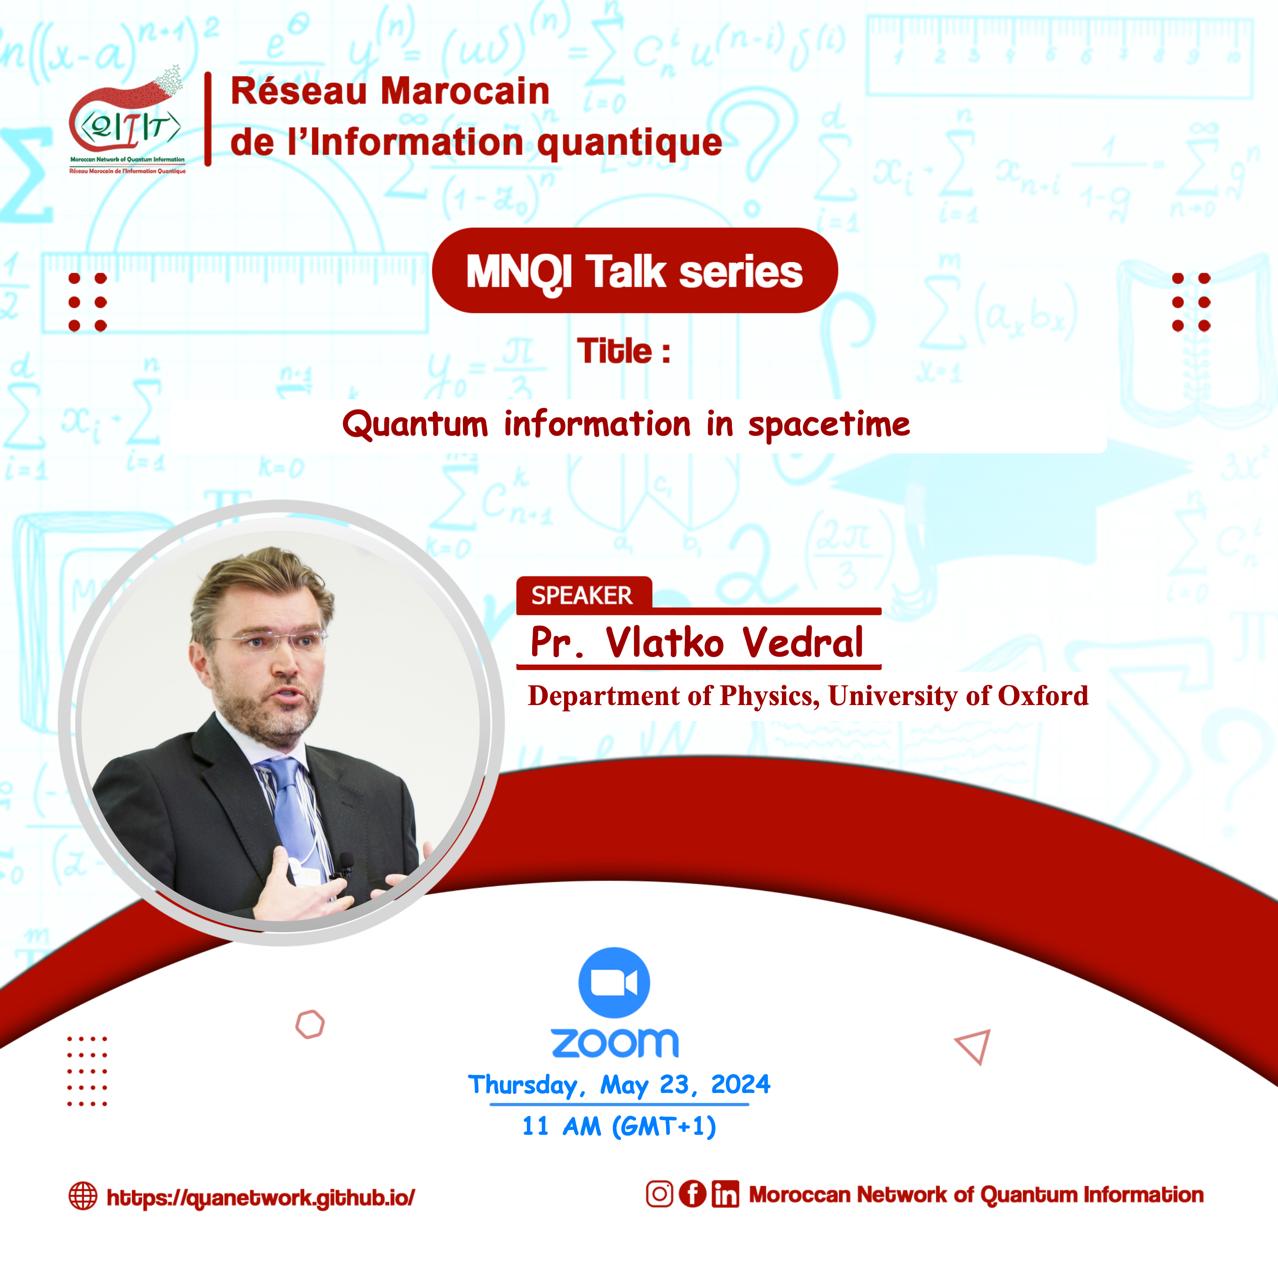 Réseau Marocain
de l’Information quantique
Moroccan Network of Quantum Information
Réseau Marocain de l'Information Quantique
MNQI Talk series
Title :
Quantum information in spacetime
SPEAKER
Pr. Vlatko Vedral
Department of Physics, University of Oxford
zoom
Thursday, May 23, 2024
11 AM (GMT+1)
https://quanetwork.github.io/
Moroccan Network of Quantum Information